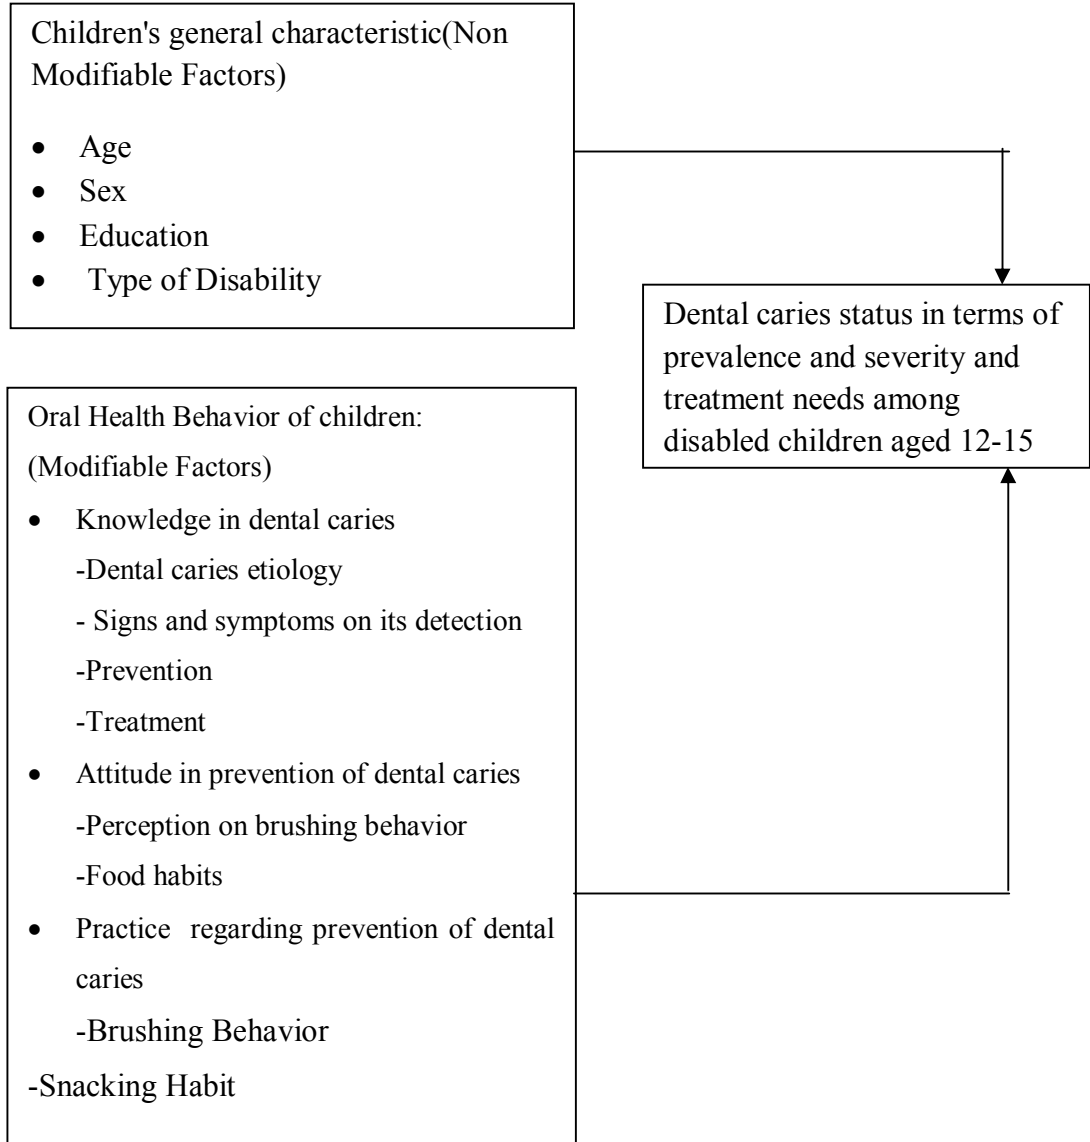 Children's general characteristic(Non
Modifiable Factors)
• Age
• Sex
• Education
• Type of Disability
Dental caries status in terms of
prevalence and severity and
treatment needs among
disabled children aged 12-15
Oral Health Behavior of children:
(Modifiable Factors)
• Knowledge in dental caries
-Dental caries etiology
- Signs and symptoms on its detection
-Prevention
-Treatment
• Attitude in prevention of dental caries
-Perception on brushing behavior
-Food habits
• Practice regarding prevention of dental
caries
-Brushing Behavior
-Snacking Habit